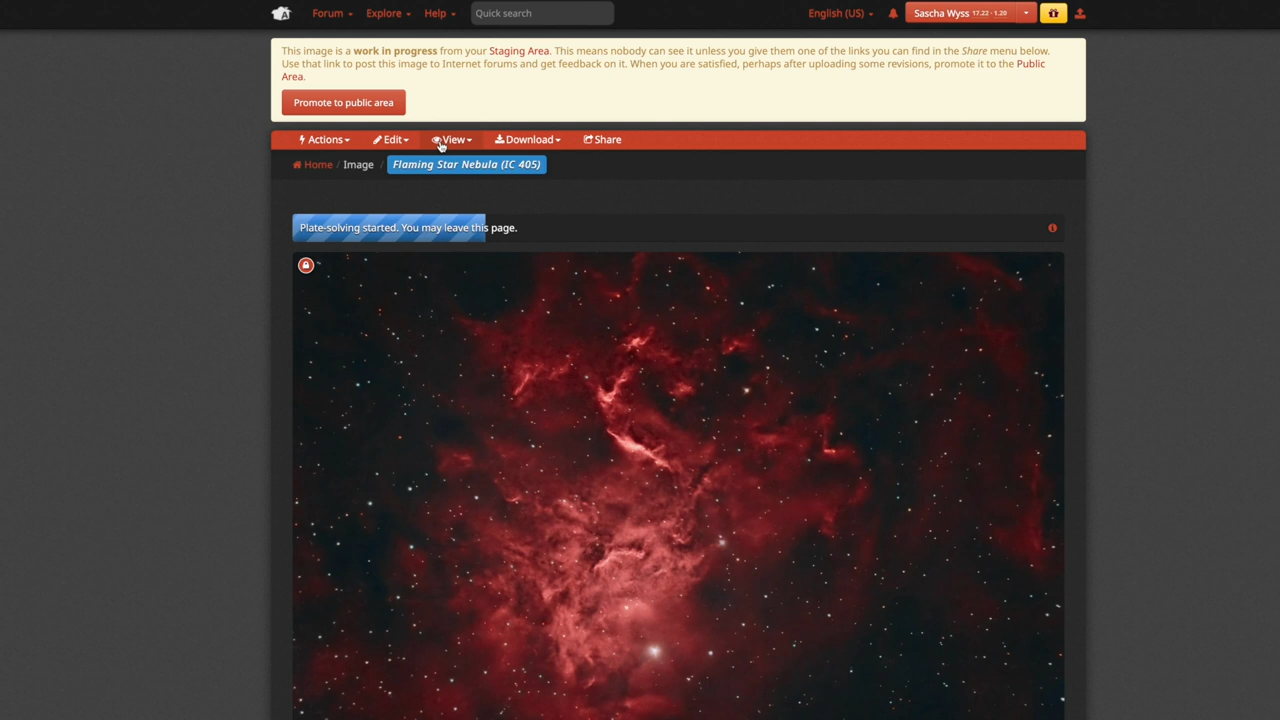 Forum Explore Help Quick search English (US) Sascha Wyss 17.22 · 1.20
This image is a work in progress from your Staging Area. This means nobody can see it unless you give them one of the links you can find in the Share menu below.
Use that link to post this image to Internet forums and get feedback on it. When you are satisfied, perhaps after uploading some revisions, promote it to the Public
Area.
Promote to public area
Actions Edit View Download Share
Home / Image / Flaming Star Nebula (IC 405)
Plate-solving started. You may leave this page.